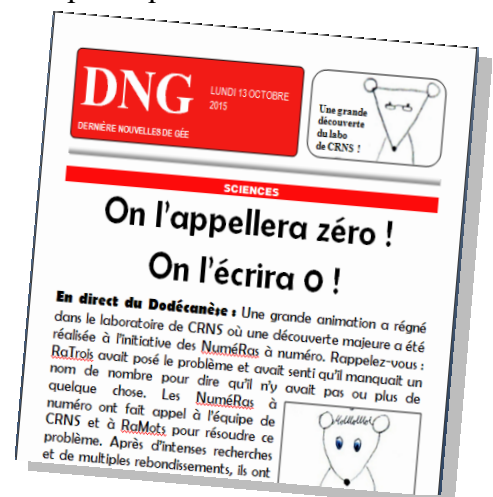 DNG
LUNDI 13 OCTOBRE
2015
DERNIÈRE NOUVELLES DE GÉE
Une grande
découverte
du labo
de CRNS !
SCIENCES
On l'appellera zéro !
On l'écrira 0 !
En direct du Dodécanèse : Une grande animation a régné
dans le laboratoire de CRNS où une découverte majeure a été
réalisée à l'initiative des NuméRas à numéro. Rappelez-vous :
RaTrois avait posé le problème et avait senti qu'il manquait un
nom de nombre pour dire qu'il n'y avait pas ou plus de
quelque chose. Les NuméRas à
numéro ont fait appel à l'équipe de
CRNS et à RaMots pour résoudre ce
problème. Après d'intenses recherches
et de multiples rebondissements, ils ont